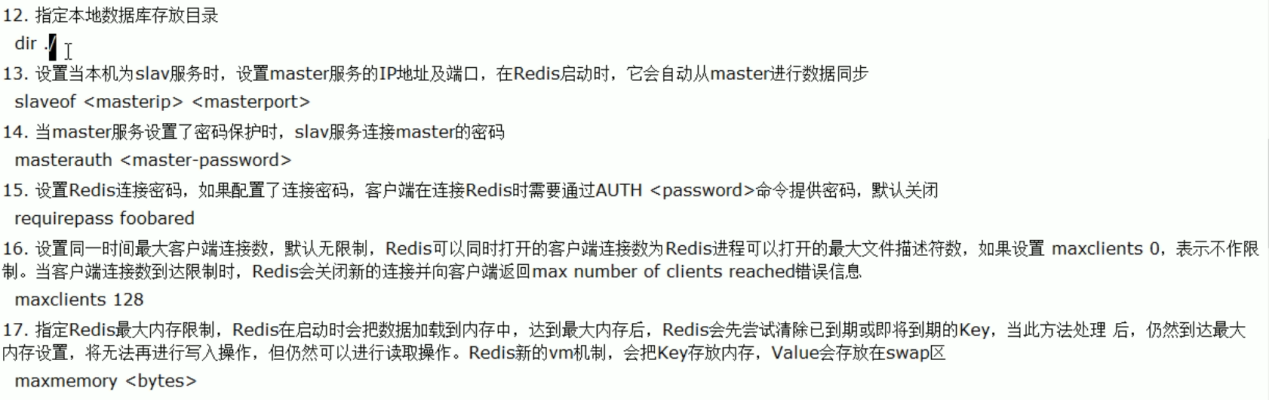 12. 指定本地数据库存放目录
dir ./
13. 设置当本机为slav服务时，设置master服务的IP地址及端口，在Redis启动时，它会自动从master进行数据同步
slaveof <masterip> <masterport>
14. 当master服务设置了密码保护时，slav服务连接master的密码
masterauth <master-password>
15. 设置Redis连接密码，如果配置了连接密码，客户端在连接Redis时需要通过AUTH <password>命令提供密码，默认关闭
requirepass foobared
16. 设置同一时间最大客户端连接数，默认无限制，Redis可以同时打开的客户端连接数为Redis进程可以打开的最大文件描述符数，如果设置 maxclients 0，表示不作限
制。当客户端连接数到达限制时，Redis会关闭新的连接并向客户端返回max number of clients reached错误信息
maxclients 128
17. 指定Redis最大内存限制，Redis在启动时会把数据加载到内存中，达到最大内存后，Redis会先尝试清除已到期或即将到期的Key，当此方法处理 后，仍然到达最大
内存设置，将无法再进行写入操作，但仍然可以进行读取操作。Redis新的vm机制，会把Key存放内存，Value会存放在swap区
maxmemory <bytes>